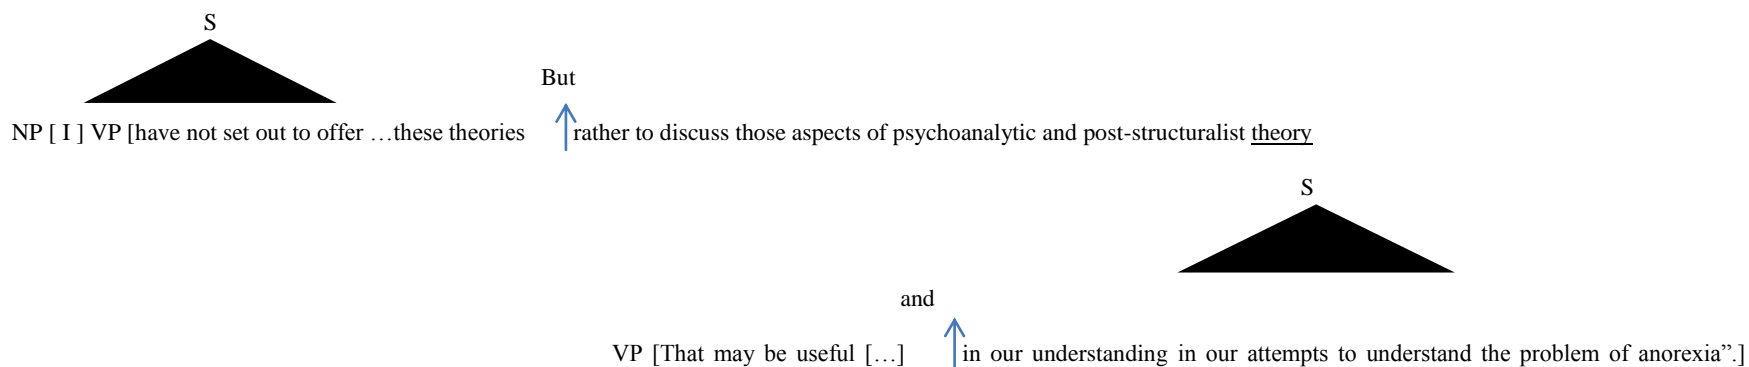 S
But
NP [ I ] VP [have not set out to offer …these theories rather to discuss those aspects of psychoanalytic and post-structuralist theory
S
and
VP [That may be useful […] in our understanding in our attempts to understand the problem of anorexia”.]